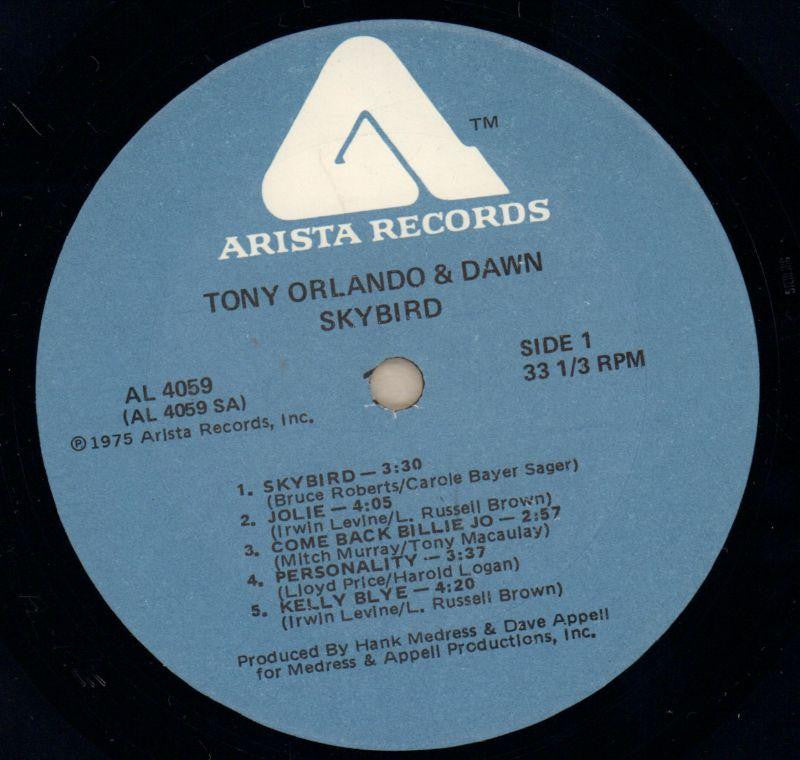 TM
ARISTA RECORDS
TONY ORLANDO & DAWN
SKYBIRD
SIDE 1
33 1/3 RPM
AL 4059
(AL 4059 SA)
Ⓟ1975 Arista Records, Inc.
1. SKYBIRD — 3:30
(Bruce Roberts/Carole Bayer Sager)
2. JOLIE — 4:05
(Irwin Levine/L. Russell Brown)
3. COME BACK BILLIE JO — 2:57
(Mitch Murray/Tony Macaulay)
4. PERSONALITY — 3:37
(Lloyd Price/Harold Logan)
5. KELLY BLYE — 4:20
(Irwin Levine/L. Russell Brown)
Produced By Hank Medress & Dave Appell
for Medress & Appell Productions, Inc.